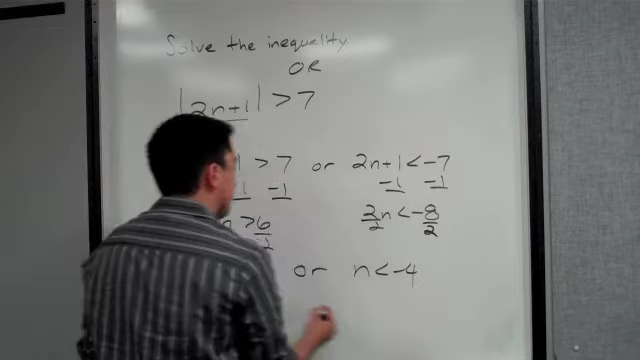 Solve the inequality
OR
|2n+1| > 7
> 7 or 2n+1 < -7
1 -1 -1 -1
> 6 2n < -8
2 2 2
or n < -4